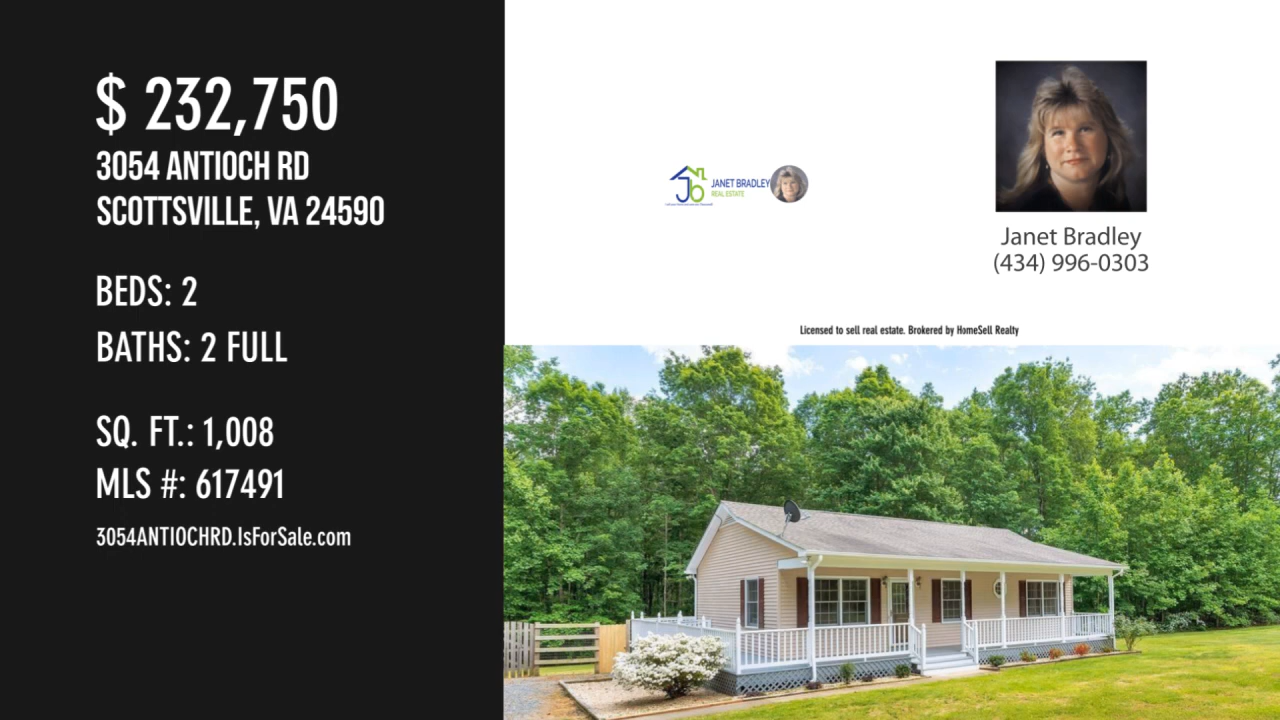 $ 232,750
3054 ANTIOCH RD
SCOTTSVILLE, VA 24590
BEDS: 2
BATHS: 2 FULL
SQ. FT.: 1,008
MLS #: 617491
3054ANTIOCHRD.IsForSale.com
JB
JANET BRADLEY
REAL ESTATE
Janet Bradley
(434) 996-0303
Licensed to sell real estate. Brokered by HomeSell Realty